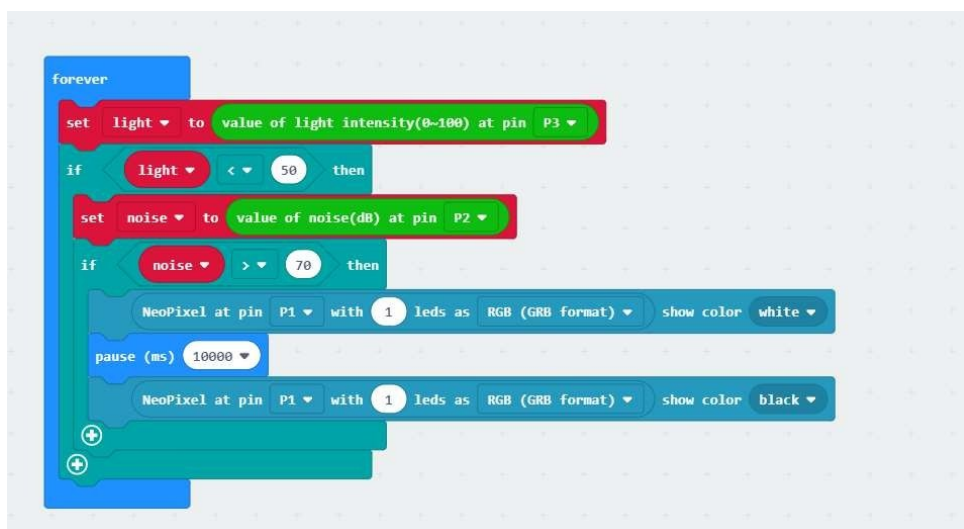 forever
set light to value of light intensity(0~100) at pin P3
if light < 50 then
set noise to value of noise(dB) at pin P2
if noise > 70 then
NeoPixel at pin P1 with 1 leds as RGB (GRB format) show color white
pause (ms) 10000
NeoPixel at pin P1 with 1 leds as RGB (GRB format) show color black